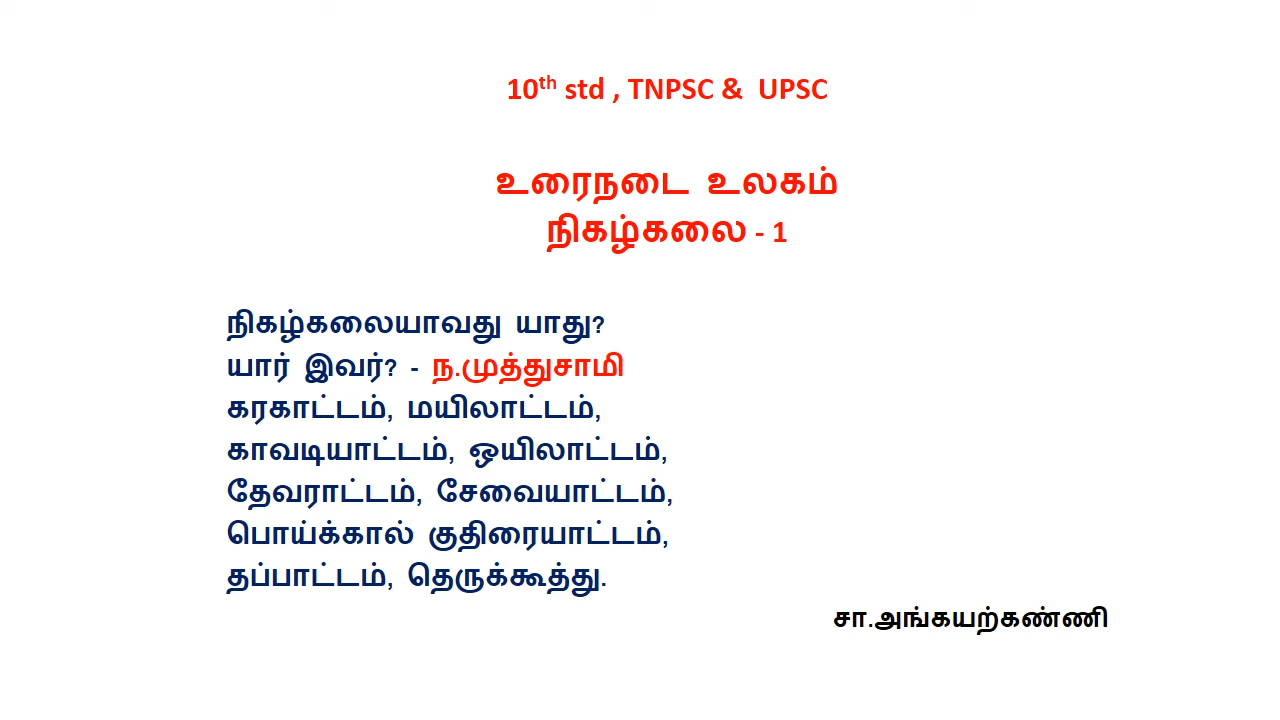 10th std , TNPSC & UPSC
உரைநடை உலகம்
நிகழ்கலை - 1
நிகழ்கலையாவது யாது?
யார் இவர்? - ந.முத்துசாமி
கரகாட்டம், மயிலாட்டம்,
காவடியாட்டம், ஒயிலாட்டம்,
தேவராட்டம், சேவையாட்டம்,
பொய்க்கால் குதிரையாட்டம்,
தப்பாட்டம், தெருக்கூத்து.
சா.அங்கயற்கண்ணி